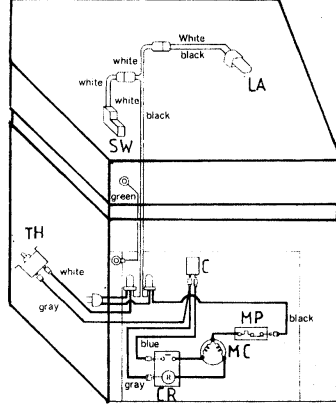 White
white
black
LA
white
white
SW
black
green
TH
white
C
gray
MP
black
blue
MC
gray
R
CR